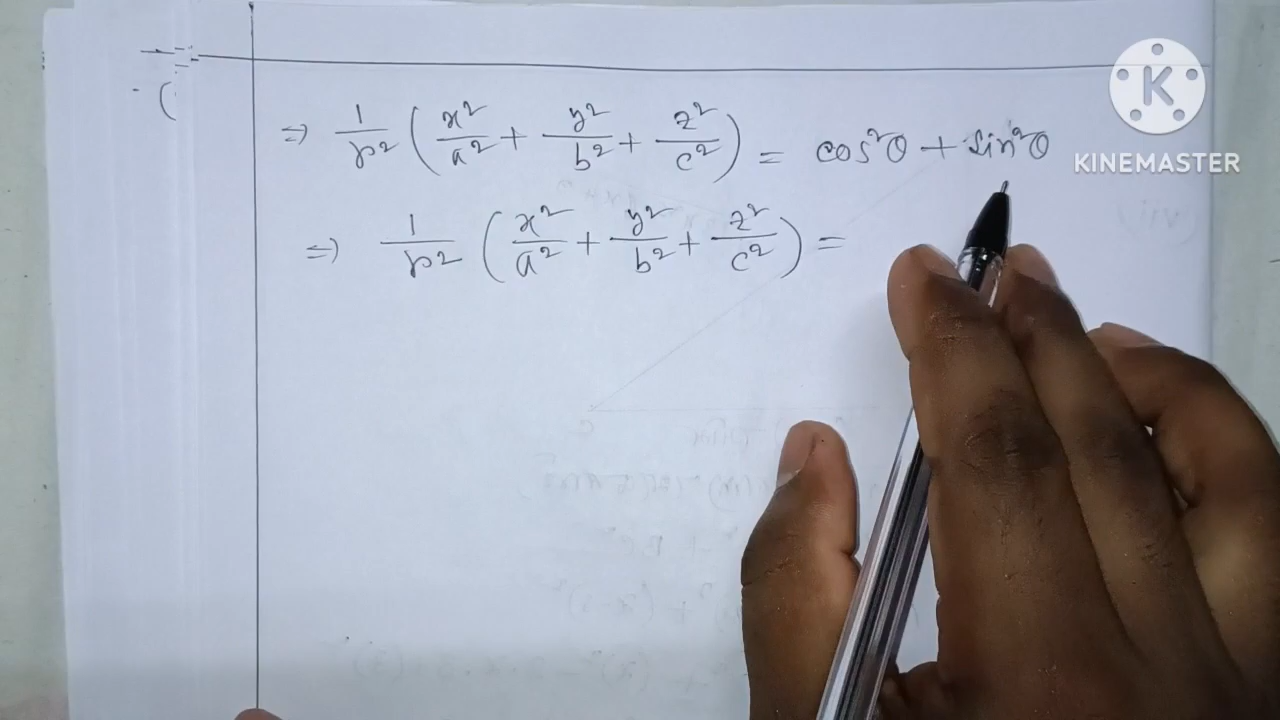 ⇒ 1/r² (x²/a² + y²/b² + z²/c²) = cos²θ + sin²θ
KINEMASTER
⇒ 1/r² (x²/a² + y²/b² + z²/c²) =